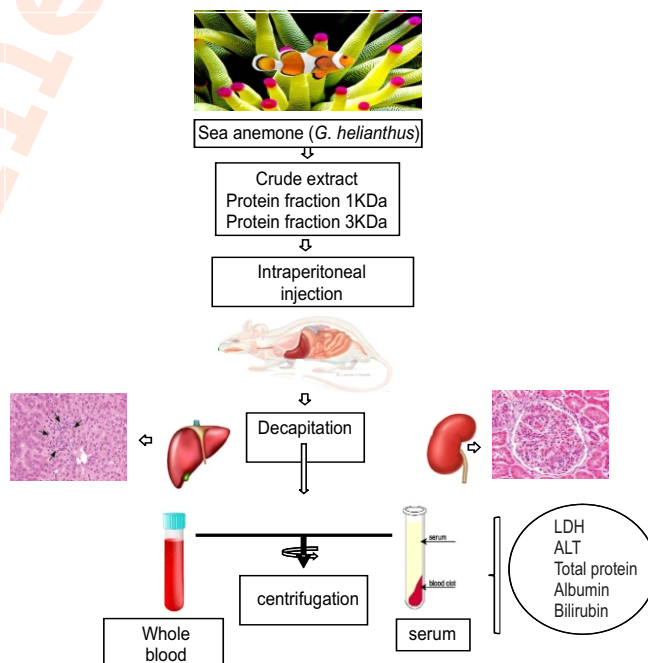 Sea anemone (G. helianthus)
Crude extract
Protein fraction 1KDa
Protein fraction 3KDa
Intraperitoneal
injection
Decapitation
serum
blood clot
LDH
ALT
Total protein
Albumin
Bilirubin
centrifugation
Whole
blood
serum